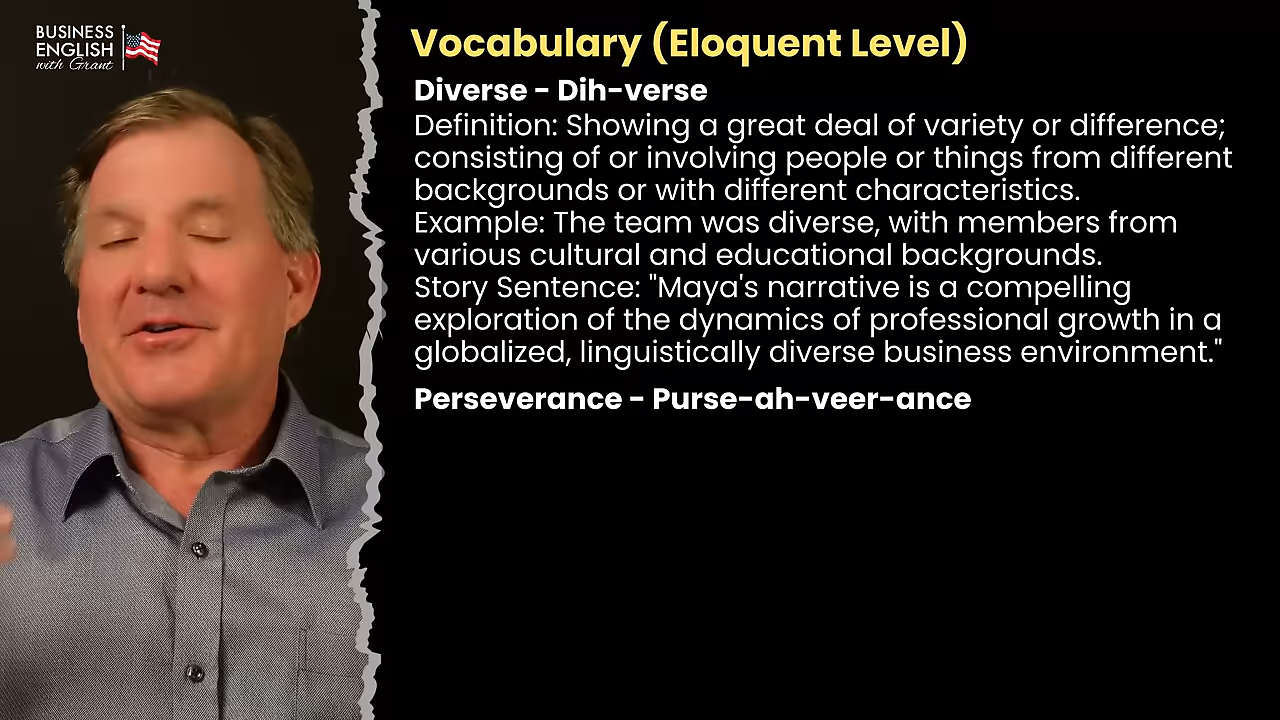 BUSINESS
ENGLISH
with Grant
Vocabulary (Eloquent Level)
Diverse - Dih-verse
Definition: Showing a great deal of variety or difference;
consisting of or involving people or things from different
backgrounds or with different characteristics.
Example: The team was diverse, with members from
various cultural and educational backgrounds.
Story Sentence: "Maya's narrative is a compelling
exploration of the dynamics of professional growth in a
globalized, linguistically diverse business environment."
Perseverance - Purse-ah-veer-ance